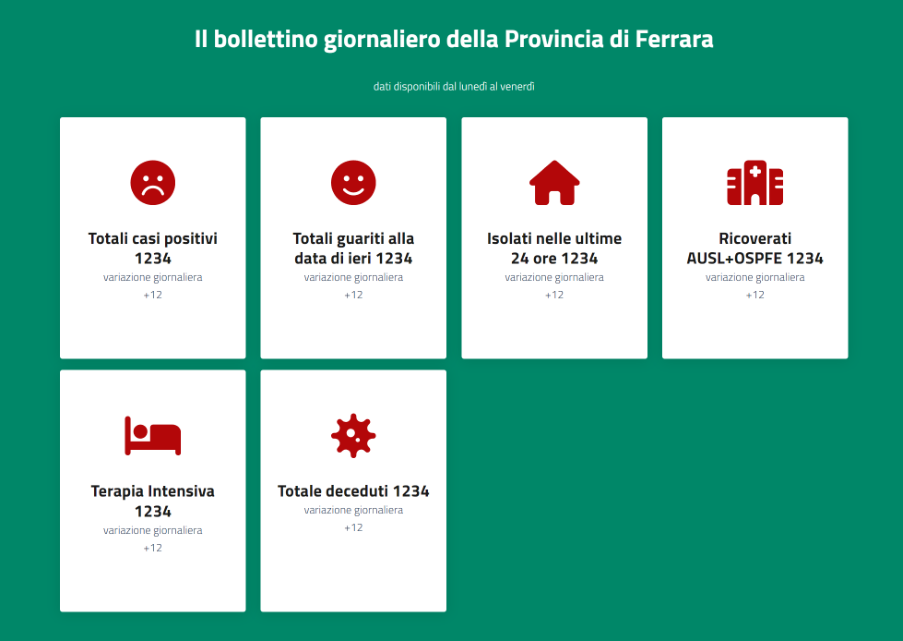 Il bollettino giornaliero della Provincia di Ferrara
dati disponibili dal lunedì al venerdì
Totali casi positivi
1234
variazione giornaliera
+12
Totali guariti alla
data di ieri 1234
variazione giornaliera
+12
Isolati nelle ultime
24 ore 1234
variazione giornaliera
+12
Ricoverati
AUSL+OSPFE 1234
variazione giornaliera
+12
Terapia Intensiva
1234
variazione giornaliera
+12
Totale deceduti 1234
variazione giornaliera
+12